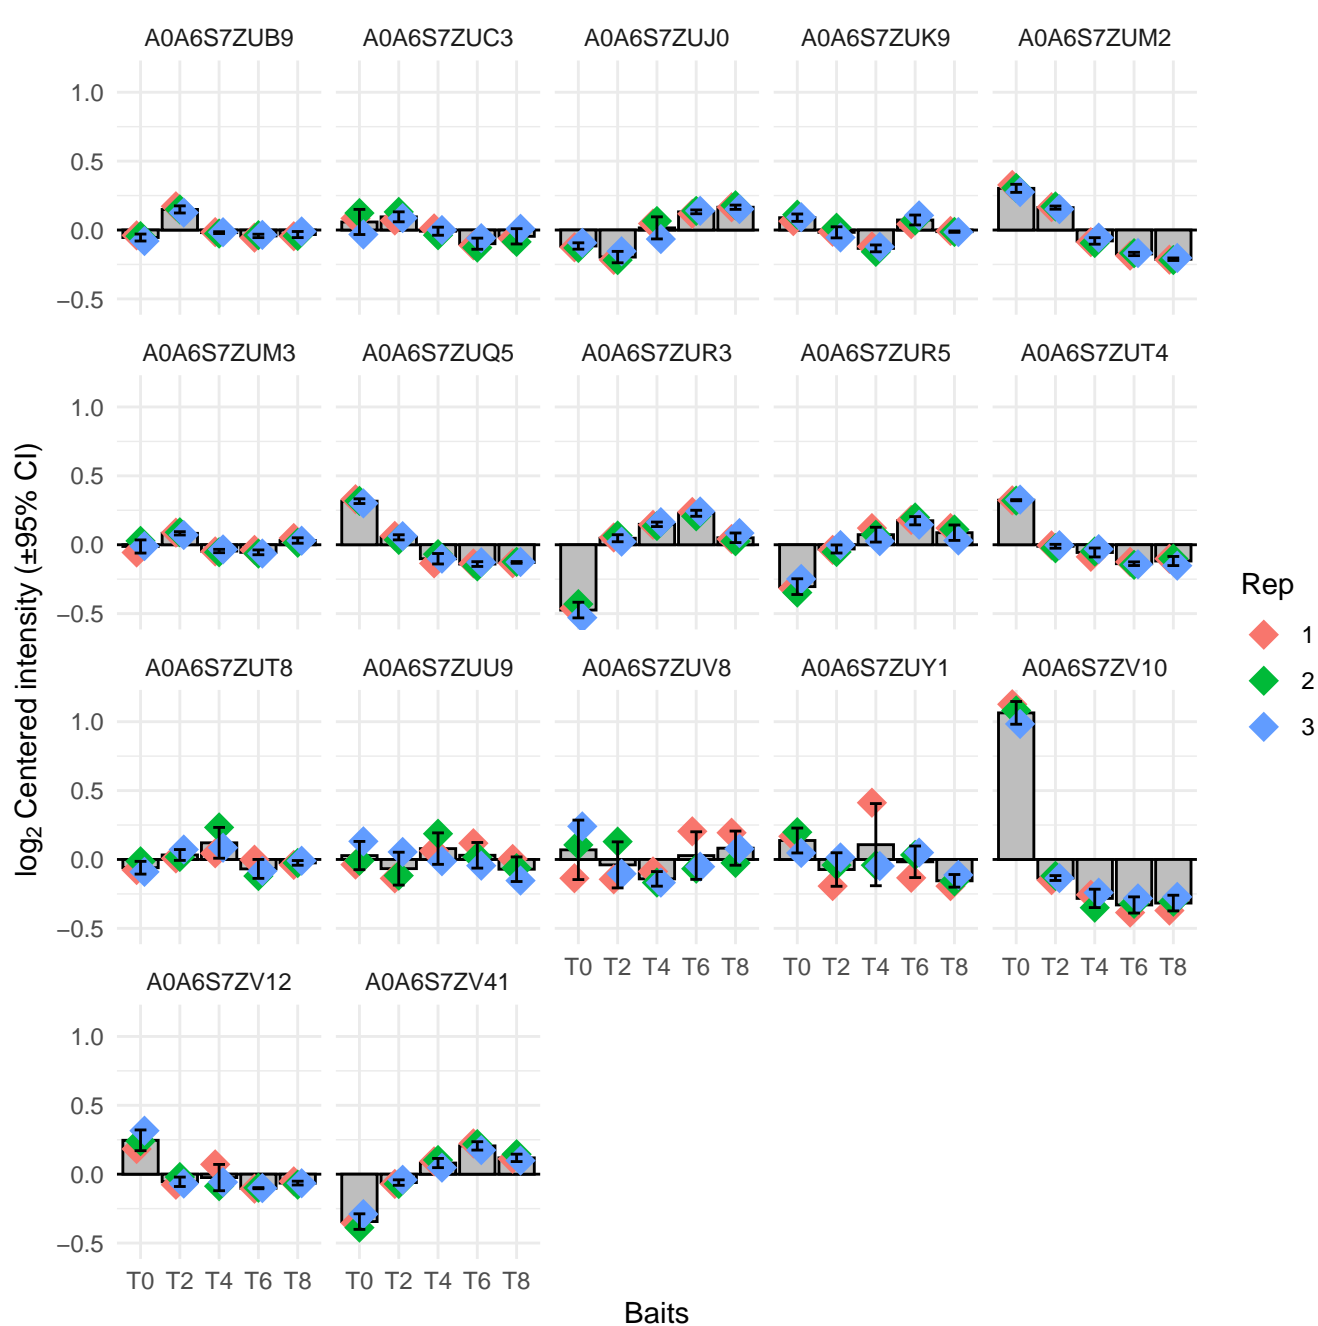 A0A6S7ZUB9 A0A6S7ZUC3 A0A6S7ZUJ0 A0A6S7ZUK9 A0A6S7ZUM2
1.0
0.5
0.0
−0.5
A0A6S7ZUM3 A0A6S7ZUQ5 A0A6S7ZUR3 A0A6S7ZUR5 A0A6S7ZUT4
1.0
0.5
0.0
−0.5
A0A6S7ZUT8 A0A6S7ZUU9 A0A6S7ZUV8 A0A6S7ZUY1 A0A6S7ZV10
1.0
0.5
0.0
−0.5
T0 T2 T4 T6 T8 T0 T2 T4 T6 T8 T0 T2 T4 T6 T8
A0A6S7ZV12 A0A6S7ZV41
1.0
0.5
0.0
−0.5
T0 T2 T4 T6 T8 T0 T2 T4 T6 T8
Baits
log₂ Centered intensity (±95% CI)
Rep
1
2
3